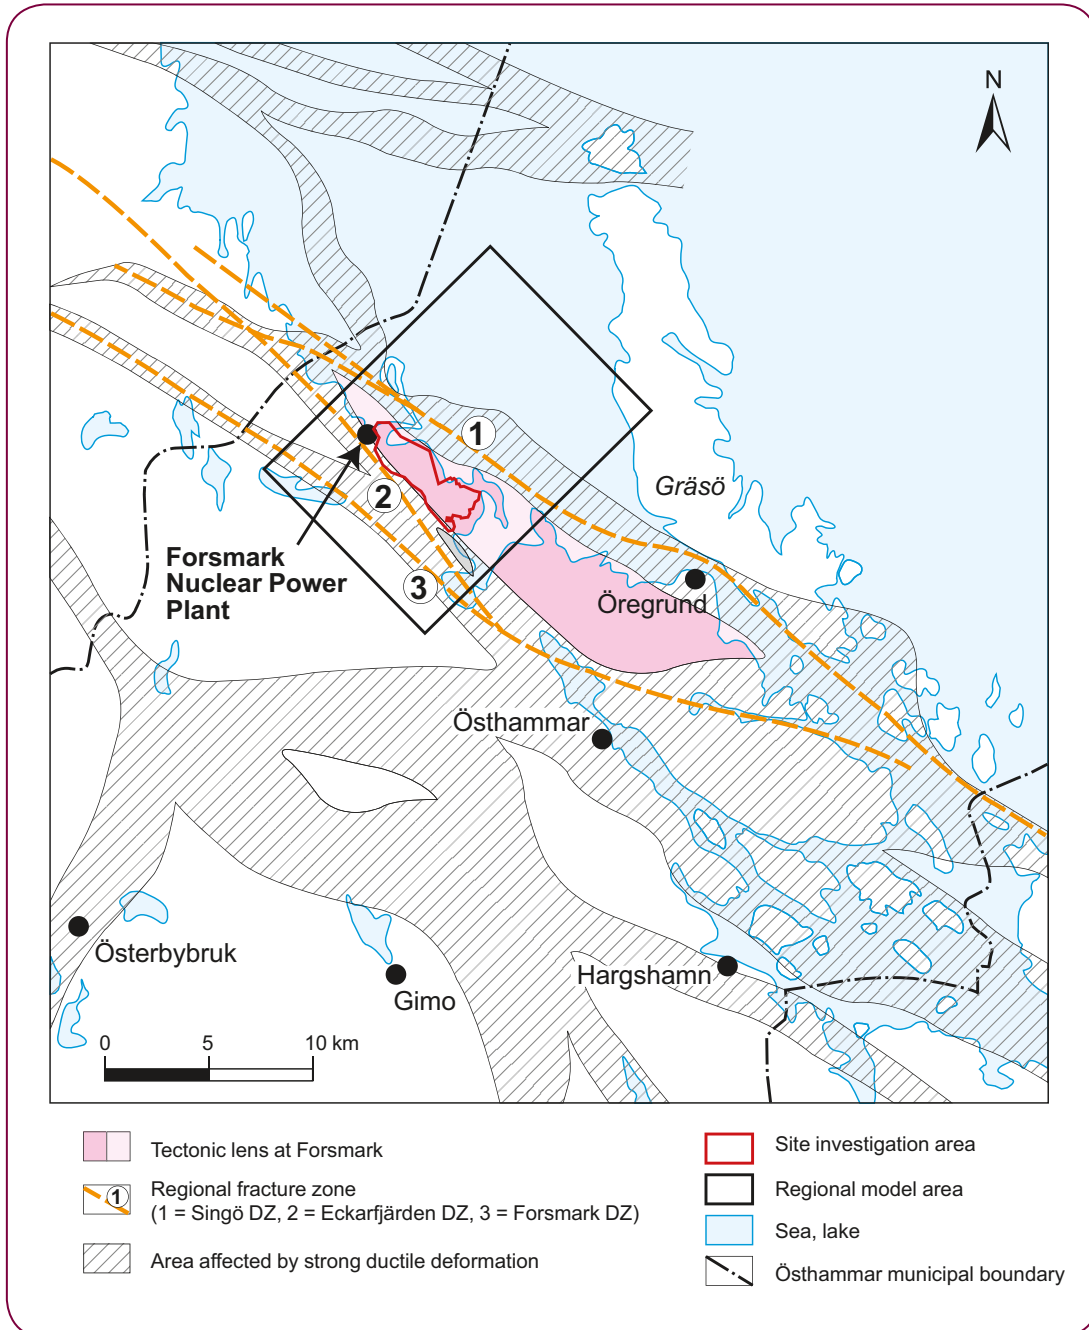 N
1
Gräsö
2
Forsmark
Nuclear Power
Plant
3
Öregrund
Östhammar
Österbybruk
Gimo
Hargshamn
0 5 10 km
Tectonic lens at Forsmark
1
Regional fracture zone
(1 = Singö DZ, 2 = Eckarfjärden DZ, 3 = Forsmark DZ)
Area affected by strong ductile deformation
Site investigation area
Regional model area
Sea, lake
Östhammar municipal boundary